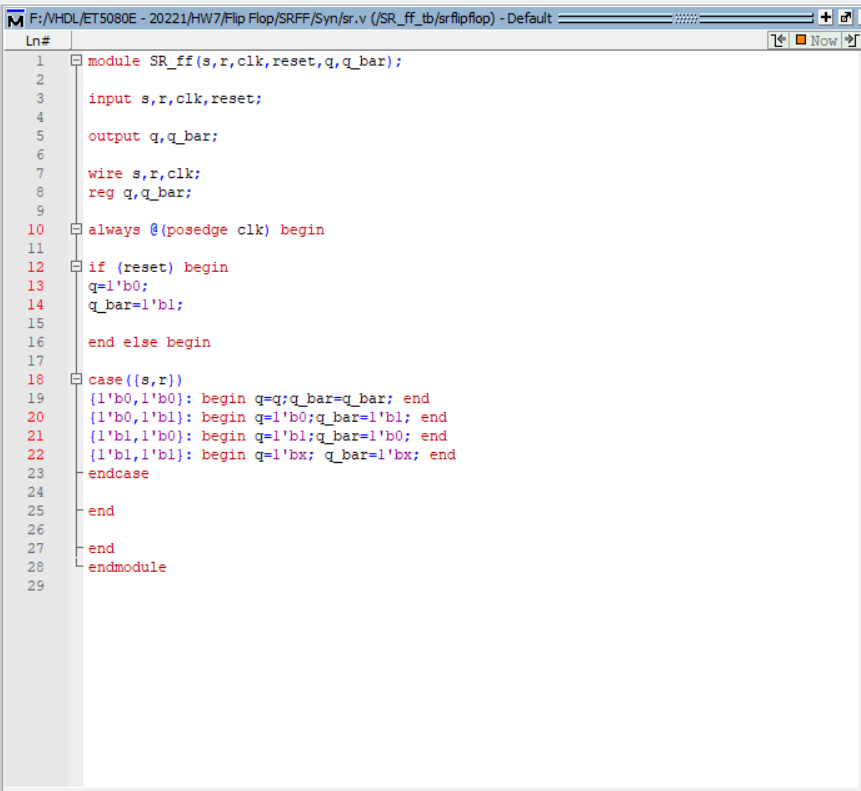 F:/VHDL/ET5080E - 20221/HW7/Flip Flop/SRFF/Syn/sr.v (/SR_ff_tb/srflipflop) - Default
Ln#
Now
1 module SR_ff(s,r,clk,reset,q,q_bar);
2
3 input s,r,clk,reset;
4
5 output q,q_bar;
6
7 wire s,r,clk;
8 reg q,q_bar;
9
10 always @(posedge clk) begin
11
12 if (reset) begin
13 q=1'b0;
14 q_bar=1'b1;
15
16 end else begin
17
18 case({s,r})
19 {1'b0,1'b0}: begin q=q;q_bar=q_bar; end
20 {1'b0,1'b1}: begin q=1'b0;q_bar=1'b1; end
21 {1'b1,1'b0}: begin q=1'b1;q_bar=1'b0; end
22 {1'b1,1'b1}: begin q=1'bx; q_bar=1'bx; end
23 endcase
24
25 end
26
27 end
28 endmodule
29